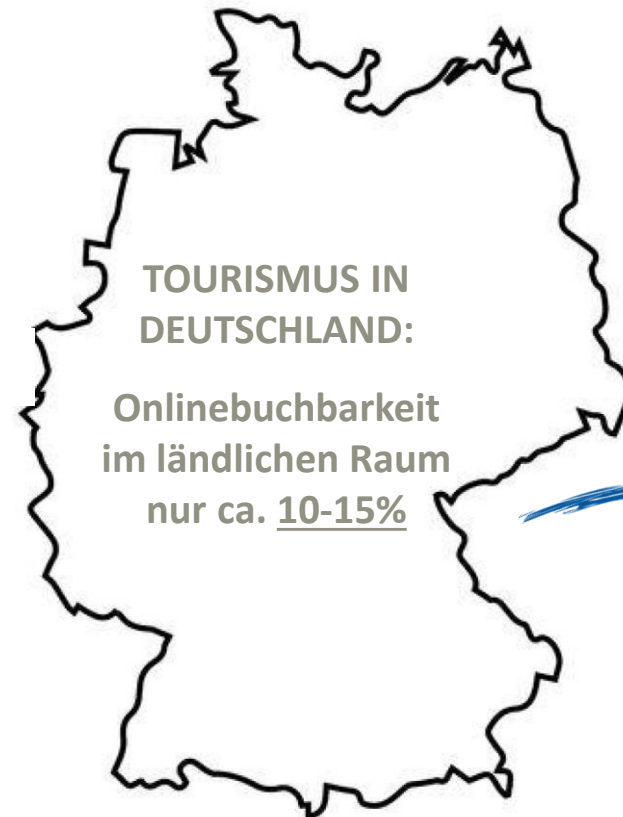 TOURISMUS IN
DEUTSCHLAND:
Onlinebuchbarkeit
im ländlichen Raum
nur ca. 10-15%